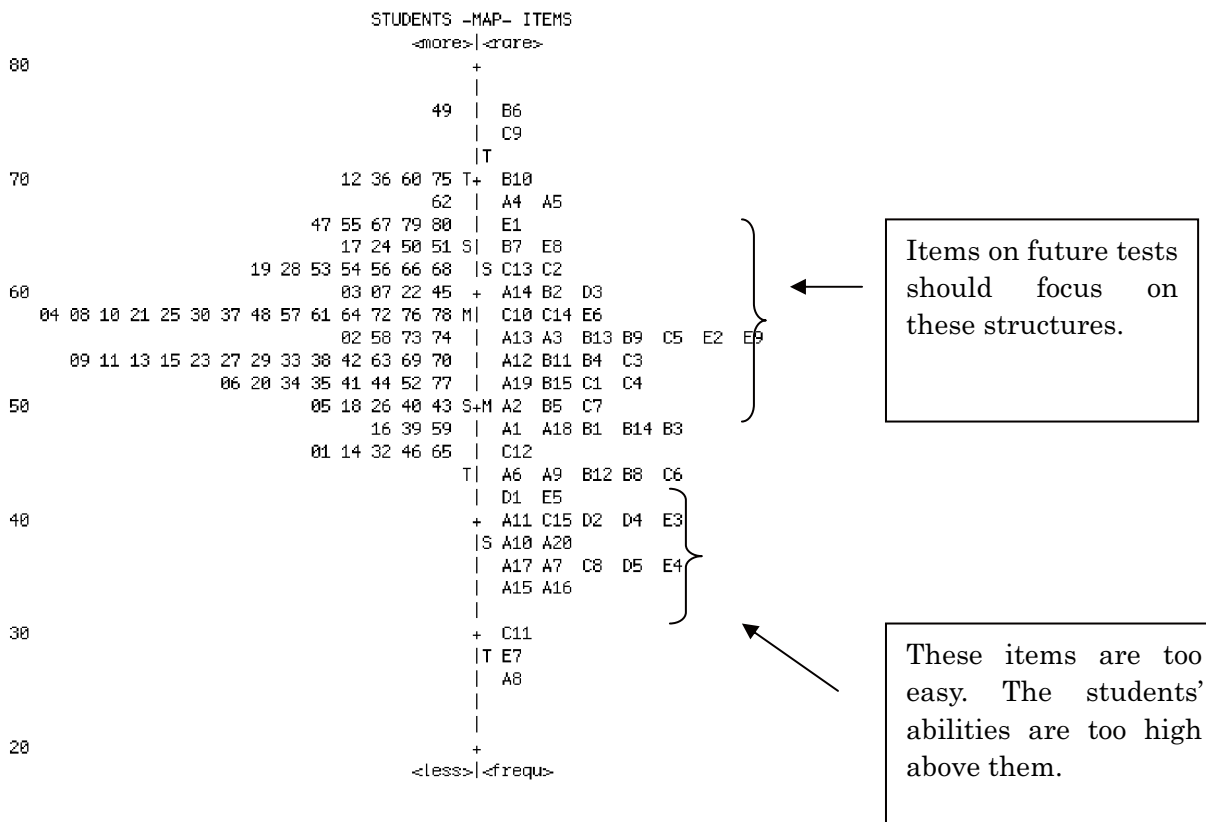 STUDENTS -MAP- ITEMS
<more>|<rare>
80 +
|
49 | B6
| C9
|T
70 12 36 60 75 T+ B10
62 | A4 A5
47 55 67 79 80 | E1
17 24 50 51 S| B7 E8
19 28 53 54 56 66 68 |S C13 C2
60 03 07 22 45 + A14 B2 D3
04 08 10 21 25 30 37 48 57 61 64 72 76 78 M| C10 C14 E6
02 58 73 74 | A13 A3 B13 B9 C5 E2 E9
09 11 13 15 23 27 29 33 38 42 63 69 70 | A12 B11 B4 C3
06 20 34 35 41 44 52 77 | A19 B15 C1 C4
50 05 18 26 40 43 S+M A2 B5 C7
16 39 59 | A1 A18 B1 B14 B3
01 14 32 46 65 | C12
T| A6 A9 B12 B8 C6
| D1 E5
40 + A11 C15 D2 D4 E3
|S A10 A20
| A17 A7 C8 D5 E4
| A15 A16
|
30 + C11
|T E7
| A8
|
|
20 +
<less>|<frequ>
Items on future tests
should focus on
these structures.
These items are too
easy. The students'
abilities are too high
above them.